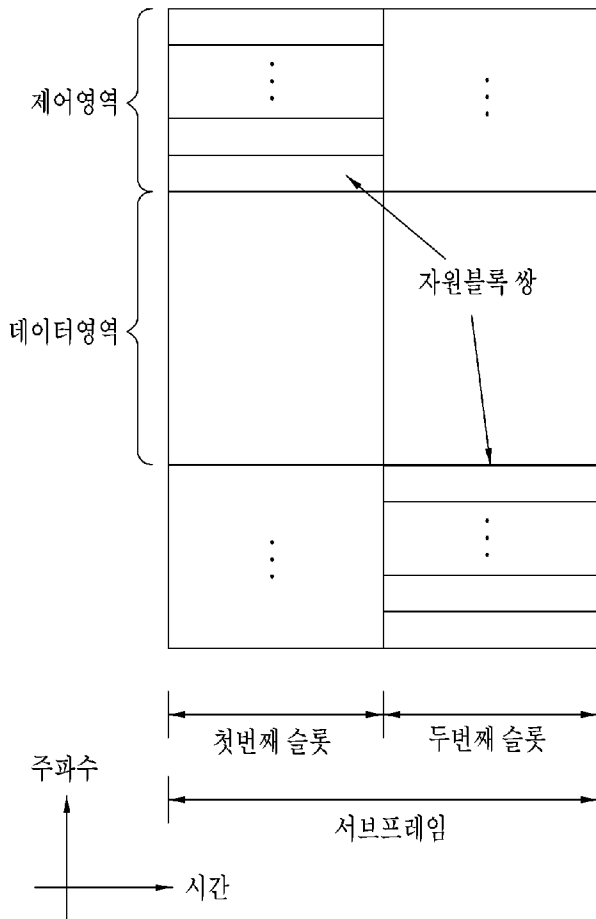 제어영역
자원블록 쌍
데이터영역
첫번째 슬롯
두번째 슬롯
주파수
서브프레임
시간